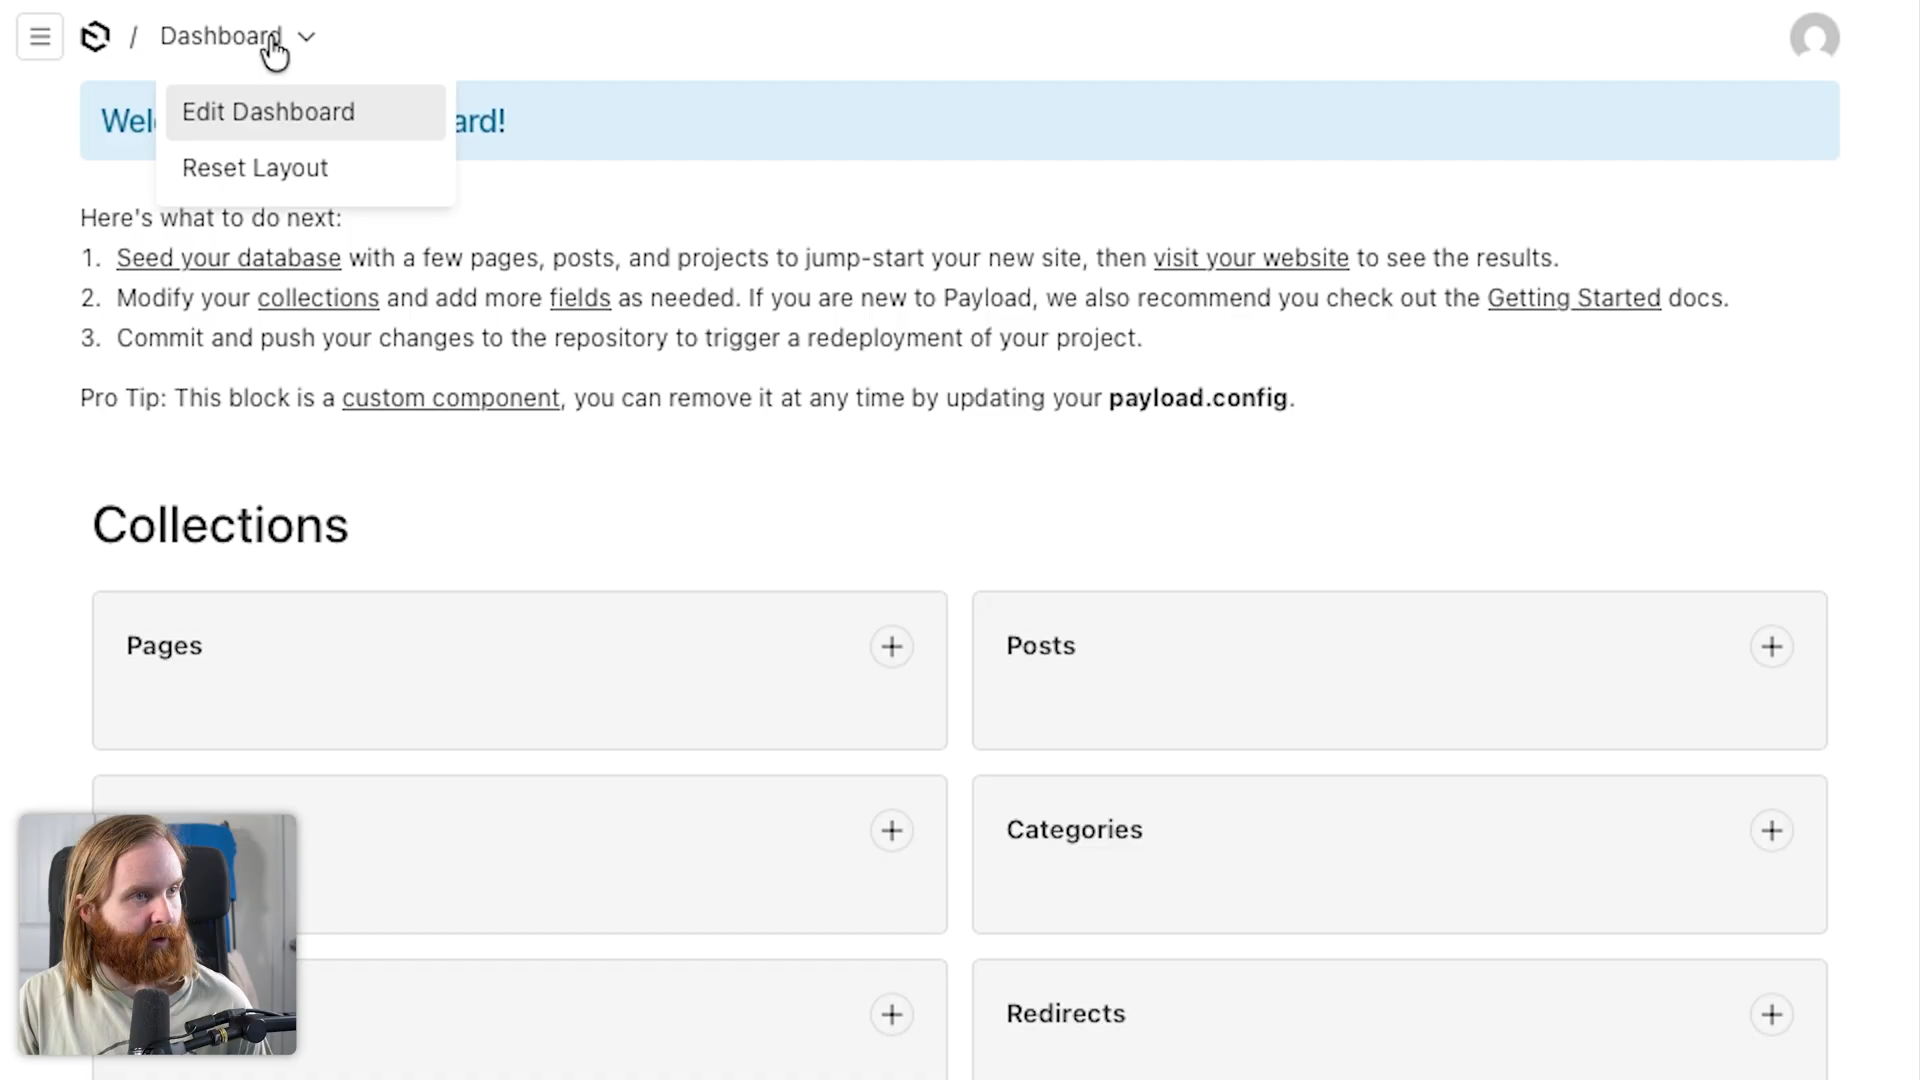 / Dashboard
Edit Dashboard
Reset Layout
Wel ard!
Here's what to do next:
1. Seed your database with a few pages, posts, and projects to jump-start your new site, then visit your website to see the results.
2. Modify your collections and add more fields as needed. If you are new to Payload, we also recommend you check out the Getting Started docs.
3. Commit and push your changes to the repository to trigger a redeployment of your project.
Pro Tip: This block is a custom component, you can remove it at any time by updating your payload.config.
Collections
Pages
Posts
Categories
Redirects